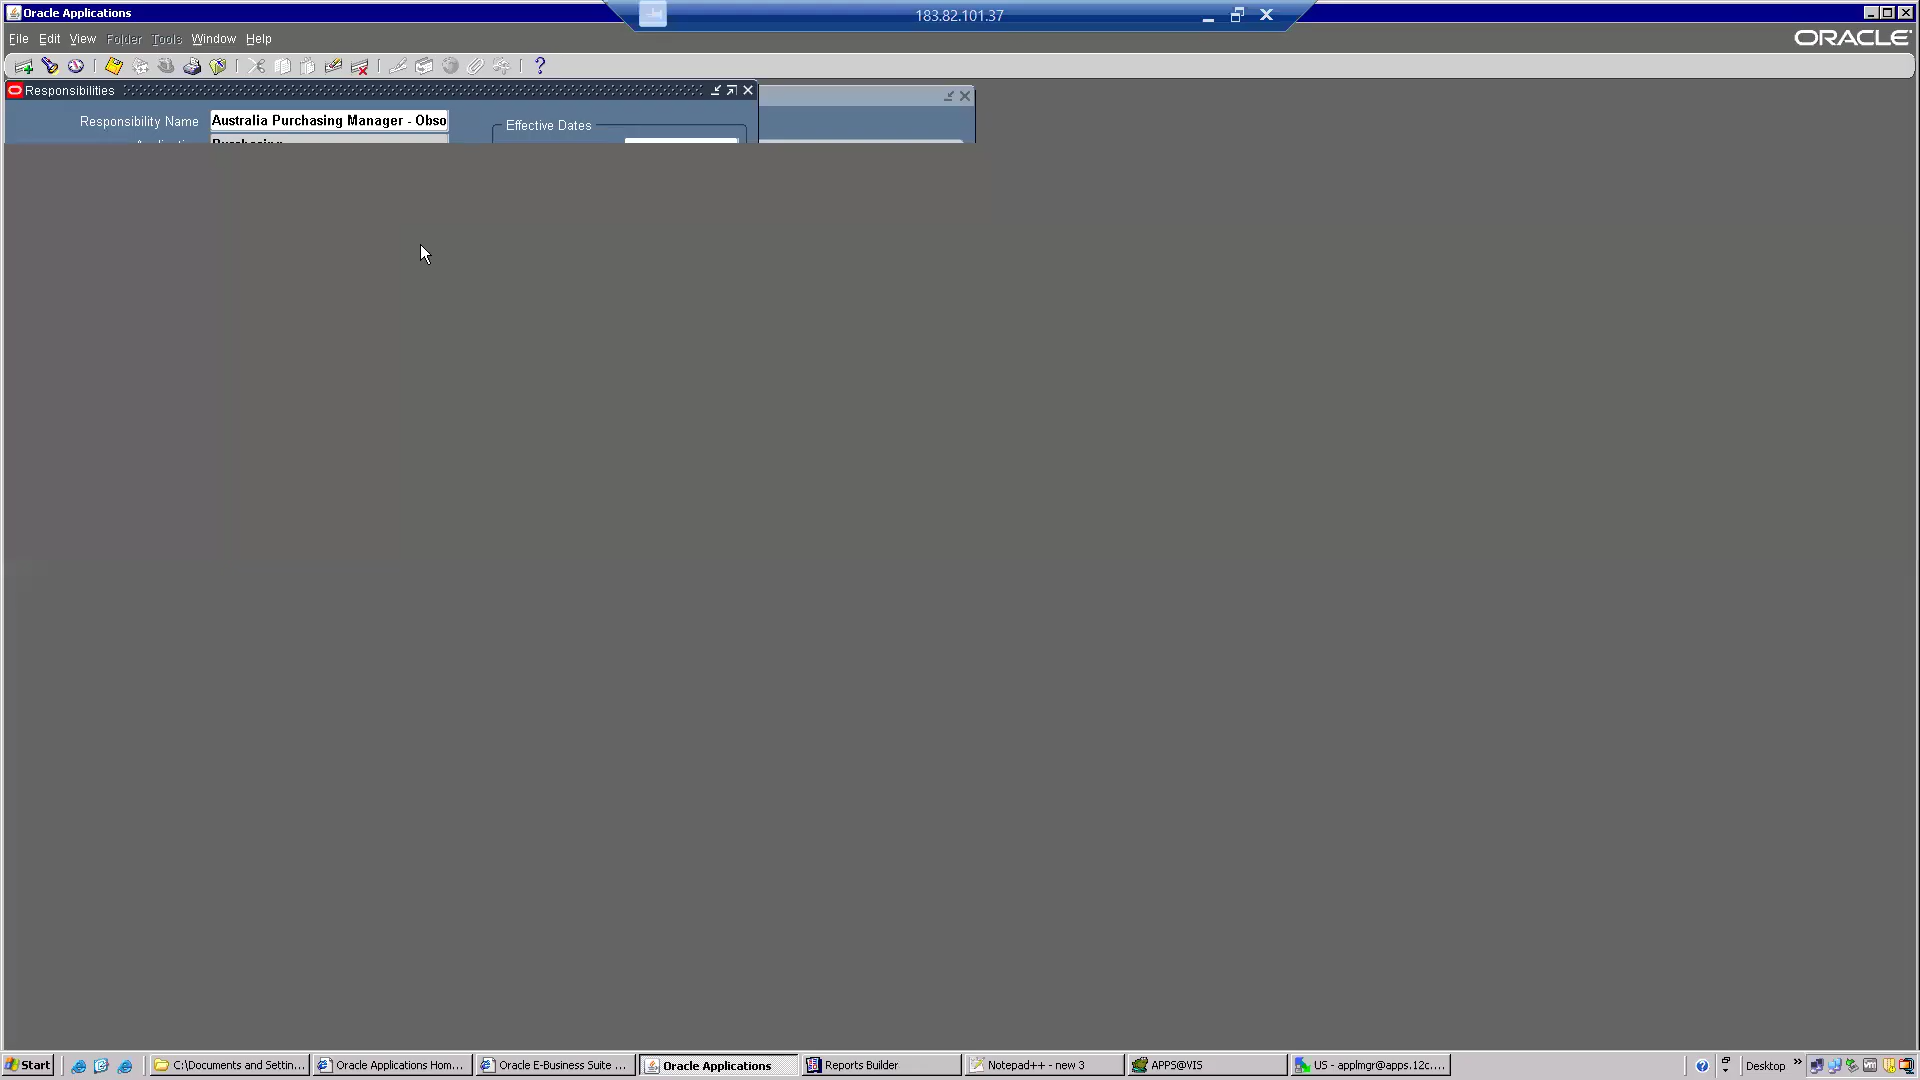 Oracle Applications
183.82.101.37
File Edit View Folder Tools Window Help
ORACLE
Responsibilities
Responsibility Name Australia Purchasing Manager - Obso
Effective Dates
Purchasing
Start
C:\Documents and Settin...
Oracle Applications Hom...
Oracle E-Business Suite ...
Oracle Applications
Reports Builder
Notepad++ - new 3
APPS@VIS
US - applmgr@apps.12c....
Desktop